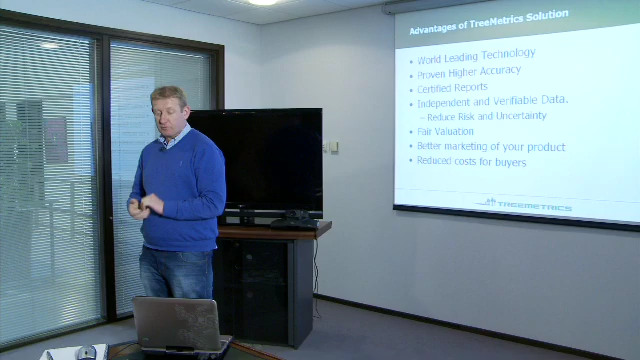 Advantages of TreeMetrics Solution
• World Leading Technology
• Proven Higher Accuracy
• Certified Reports
• Independent and Verifiable Data.
– Reduce Risk and Uncertainty
• Fair Valuation
• Better marketing of your product
• Reduced costs for buyers
TREEMETRICS